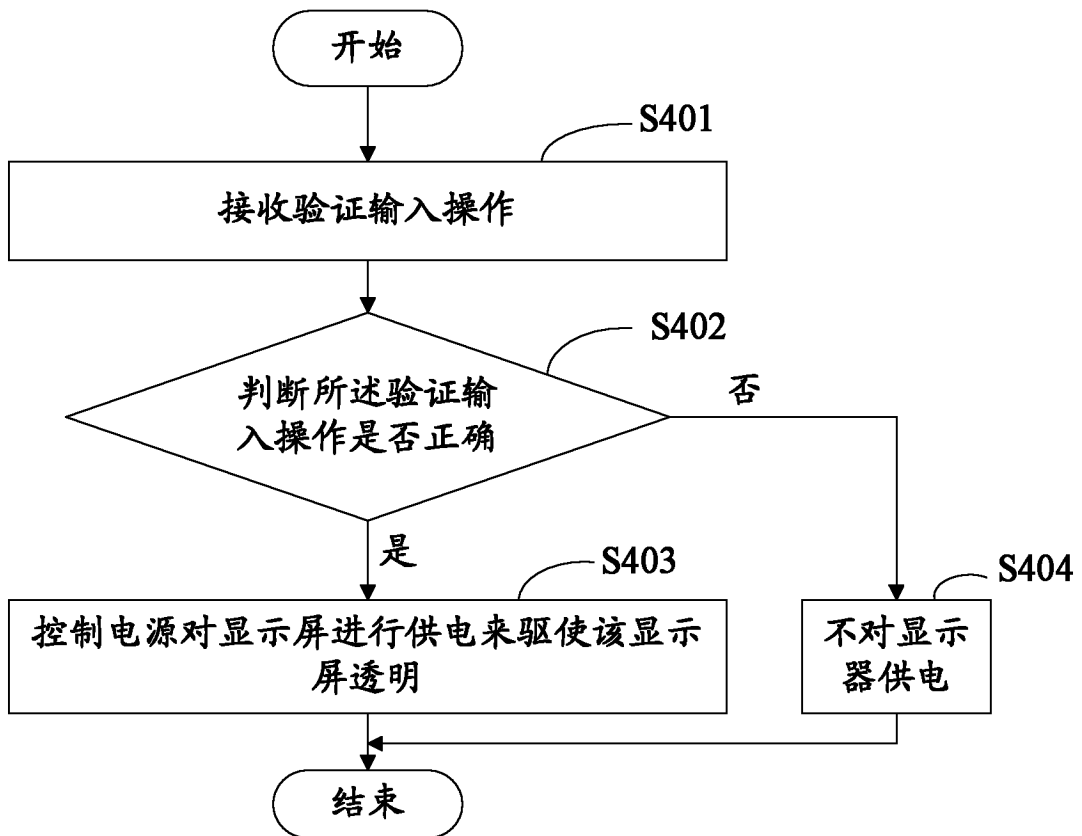 开始
S401
接收验证输入操作
S402
判断所述验证输
入操作是否正确
否
是
S403
控制电源对显示屏进行供电来驱使该显示
屏透明
S404
不对显示
器供电
结束